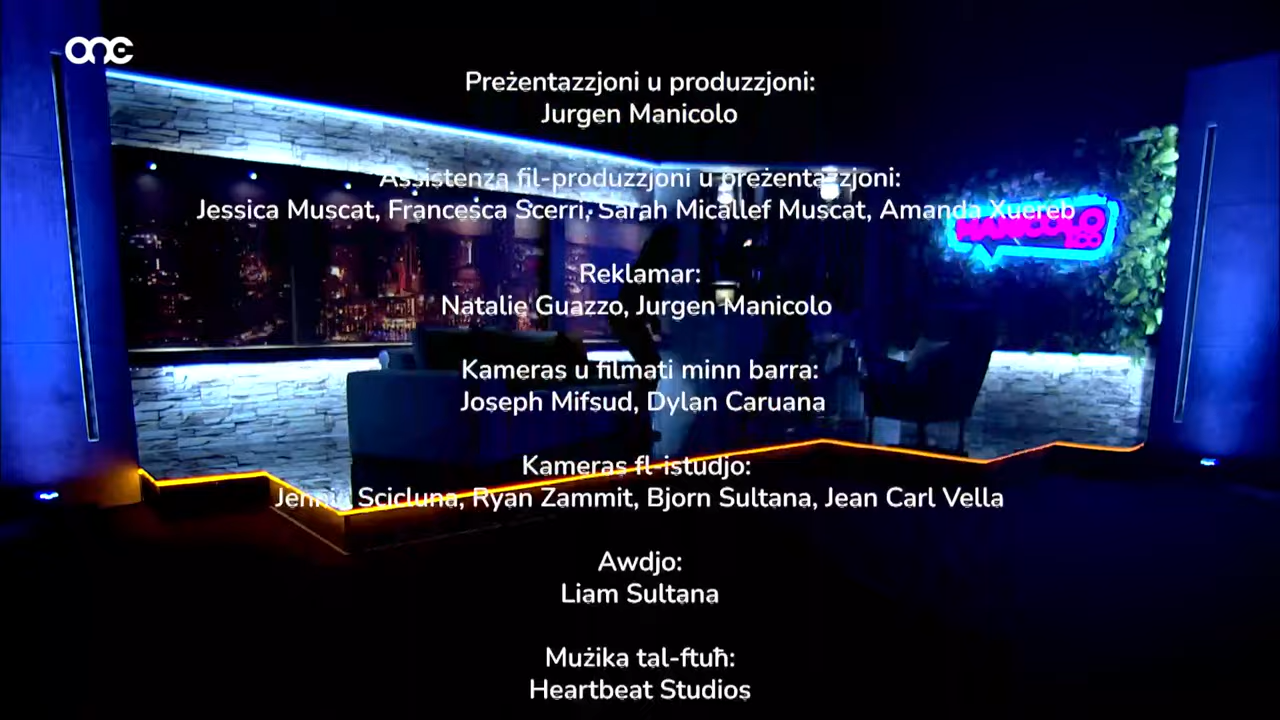 one
Preżentazzjoni u produzzjoni:
Jurgen Manicolo
Assistenza fil-produzzjoni u preżentazzjoni:
Jessica Muscat, Francesca Scerri, Sarah Micallef Muscat, Amanda Xuereb
MANICOLO
Reklamar:
Natalie Guazzo, Jurgen Manicolo
Kameras u filmati minn barra:
Joseph Mifsud, Dylan Caruana
Kameras fl-istudjo:
Scicluna, Ryan Zammit, Bjorn Sultana, Jean Carl Vella
Awdjo:
Liam Sultana
Mużika tal-ftuħ:
Heartbeat Studios